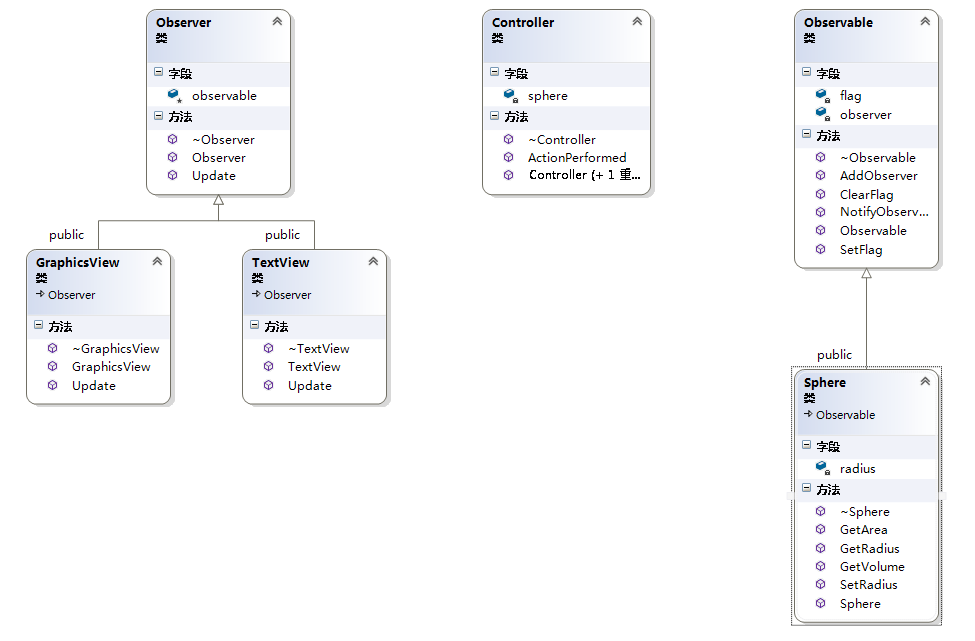 Observer
类
字段
observable
方法
~Observer
Observer
Update
Controller
类
字段
sphere
方法
~Controller
ActionPerformed
Controller (+ 1 重...
Observable
类
字段
flag
observer
方法
~Observable
AddObserver
ClearFlag
NotifyObserv...
Observable
SetFlag
public
public
GraphicsView
类
Observer
方法
~GraphicsView
GraphicsView
Update
TextView
类
Observer
方法
~TextView
TextView
Update
public
Sphere
类
Observable
字段
radius
方法
~Sphere
GetArea
GetRadius
GetVolume
SetRadius
Sphere